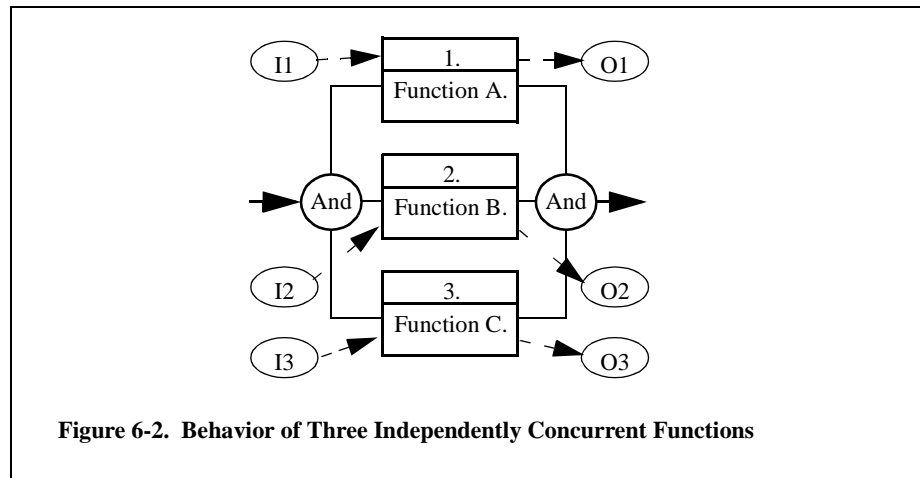 I1
1.
O1
Function A.
2.
And
Function B.
And
I2
3.
O2
Function C.
I3
O3
Figure 6-2. Behavior of Three Independently Concurrent Functions